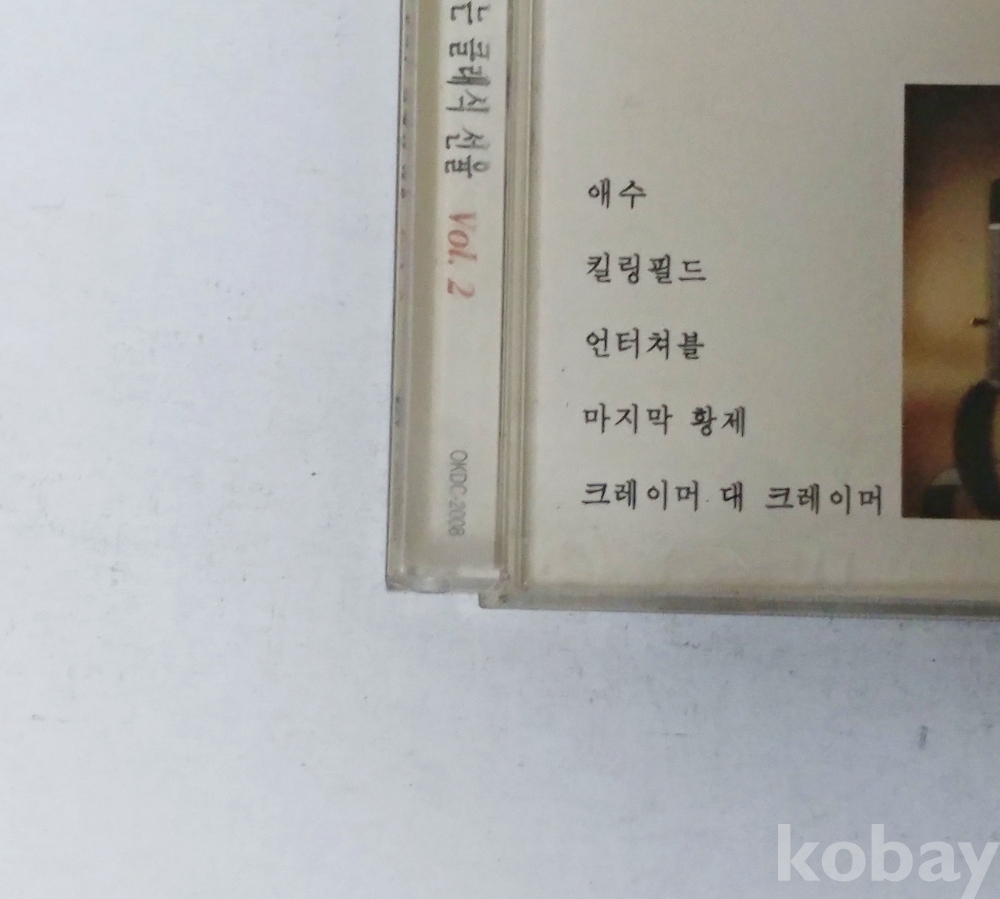 는 클래식 선율 Vol. 2
OKDC-2008
애수
킬링필드
언터쳐블
마지막 황제
크레이머 대 크레이머
kobay